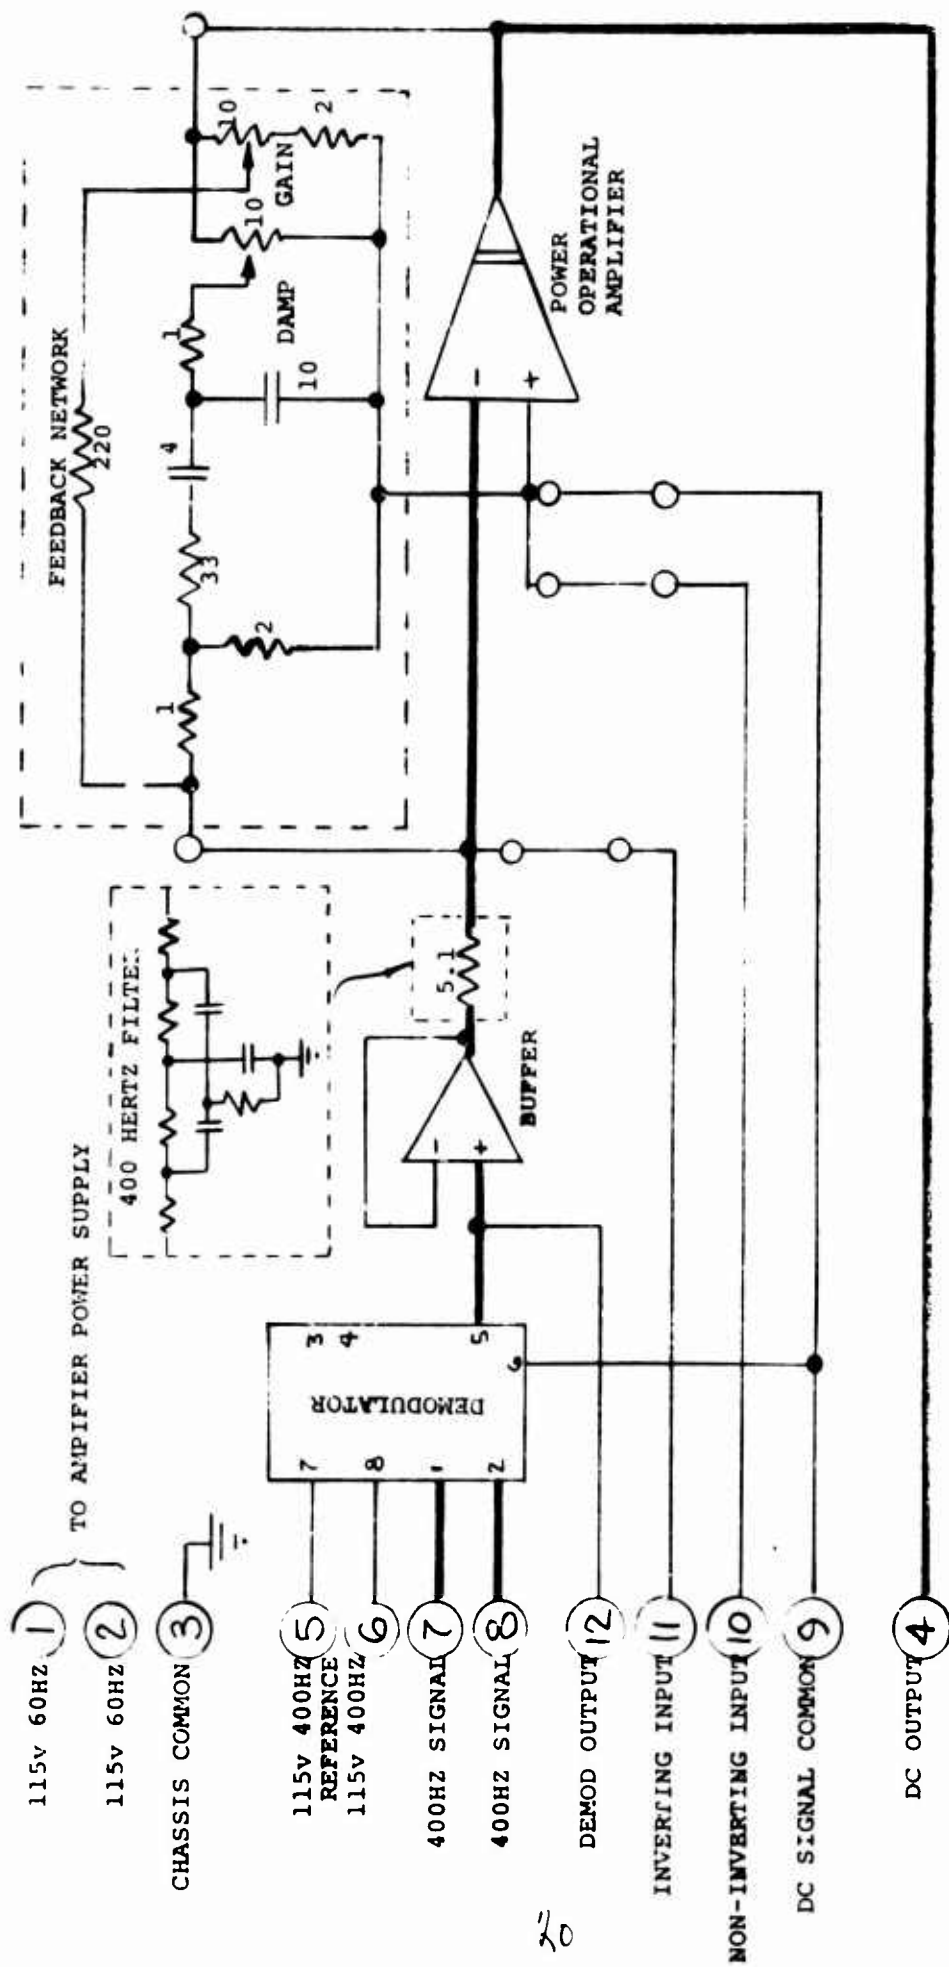 115v 60HZ 1
115v 60HZ 2
TO AMPIFIER POWER SUPPLY
CHASSIS COMMON 3
115v 400HZ 5
REFERENCE
115v 400HZ 6
400HZ SIGNAL 7
400HZ SIGNAL 8
DEMOD OUTPUT 12
INVERTING INPUT 11
NON-INVERTING INPUT 10
DC SIGNAL COMMON 9
DC OUTPUT 4
7
8
1
2
DEMODULATOR
3
4
5
6
400 HERTZ FILTER
- +
BUFFER
5.1
FEEDBACK NETWORK
220
1
2
33
4
10
1
DAMP
10
GAIN
10
2
- +
POWER
OPERATIONAL
AMPLIFIER
20